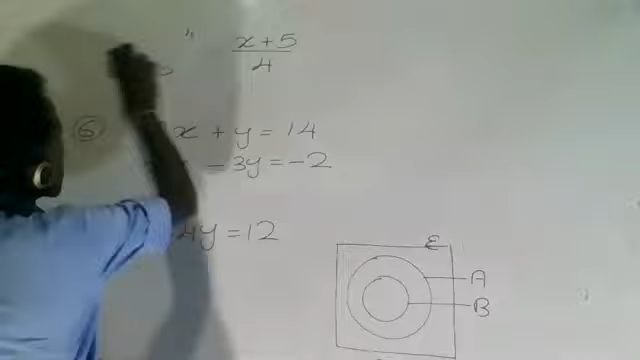 x+5
4
6 x + y = 14
- 3y = -2
4y = 12
E
A
B